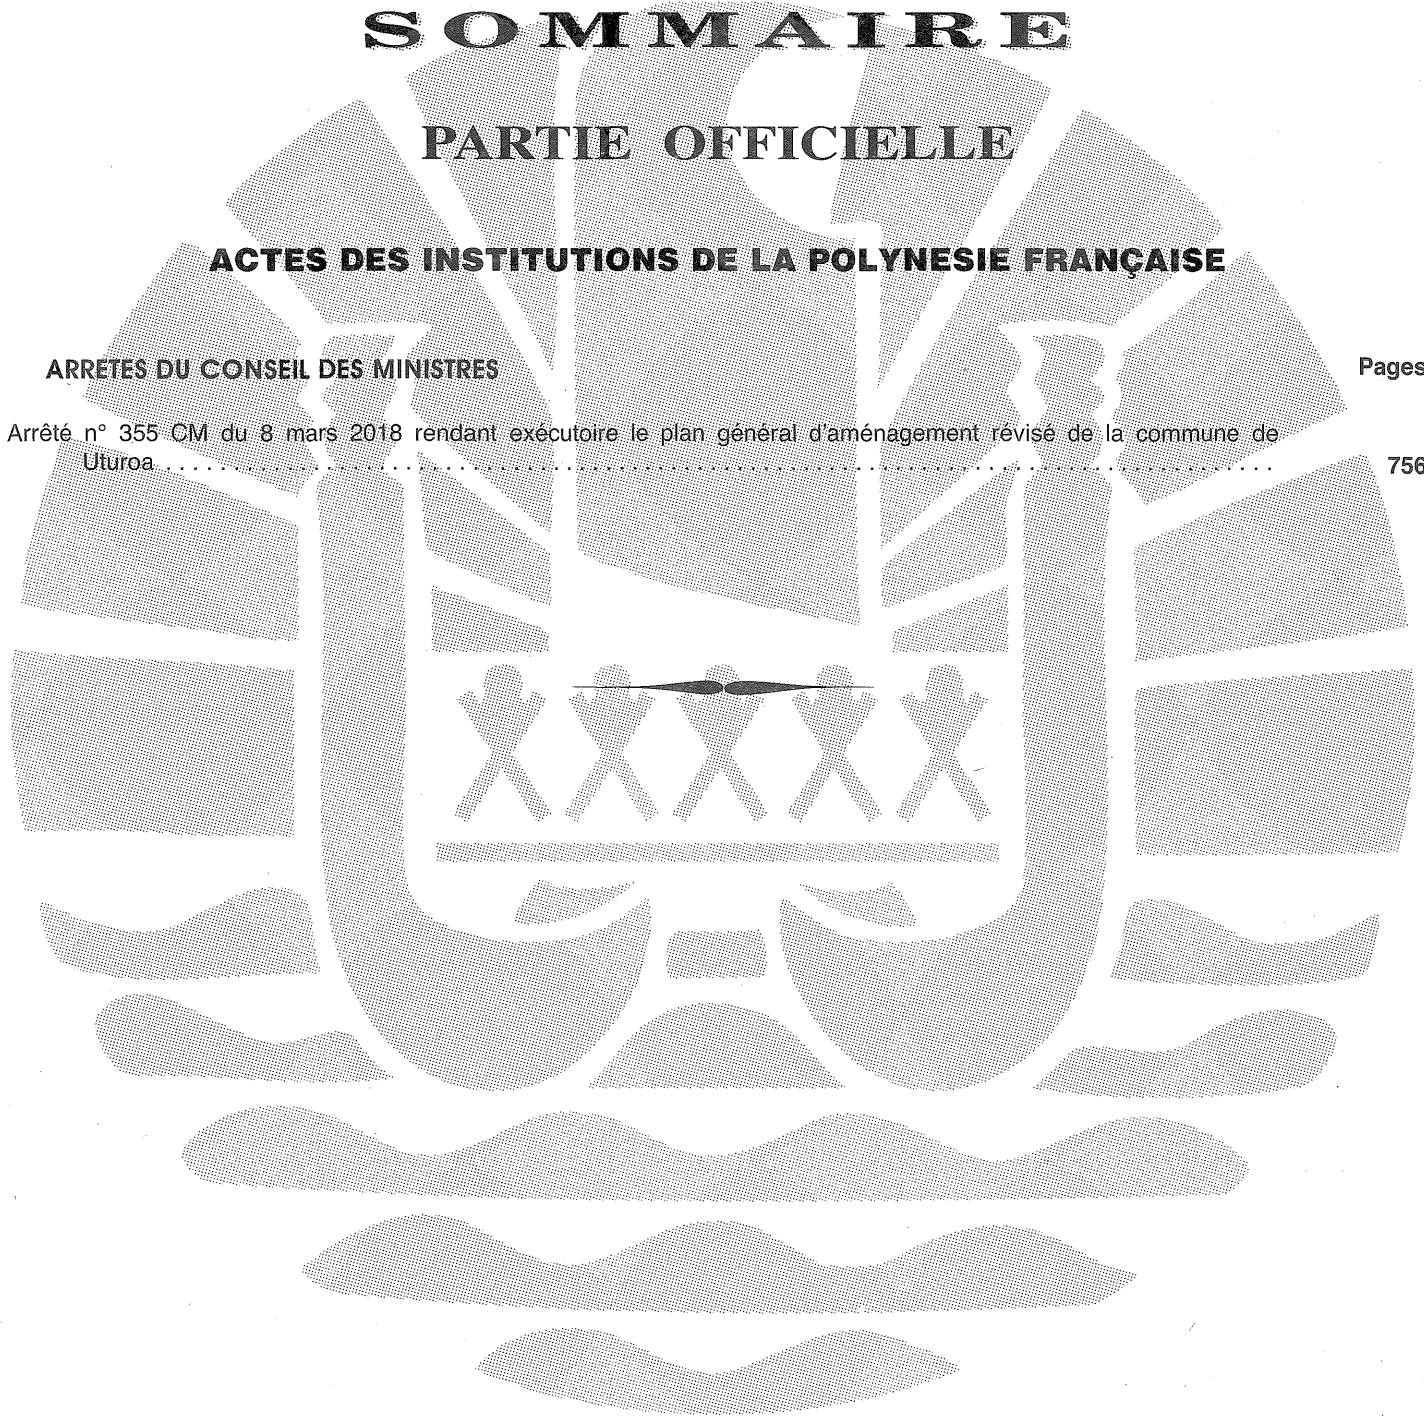 SOMMAIRE
PARTIE OFFICIELLE
ACTES DES INSTITUTIONS DE LA POLYNESIE FRANÇAISE
ARRETES DU CONSEIL DES MINISTRES Pages
Arrêté n° 355 CM du 8 mars 2018 rendant exécutoire le plan général d'aménagement révisé de la commune de
Uturoa ........................................ 756